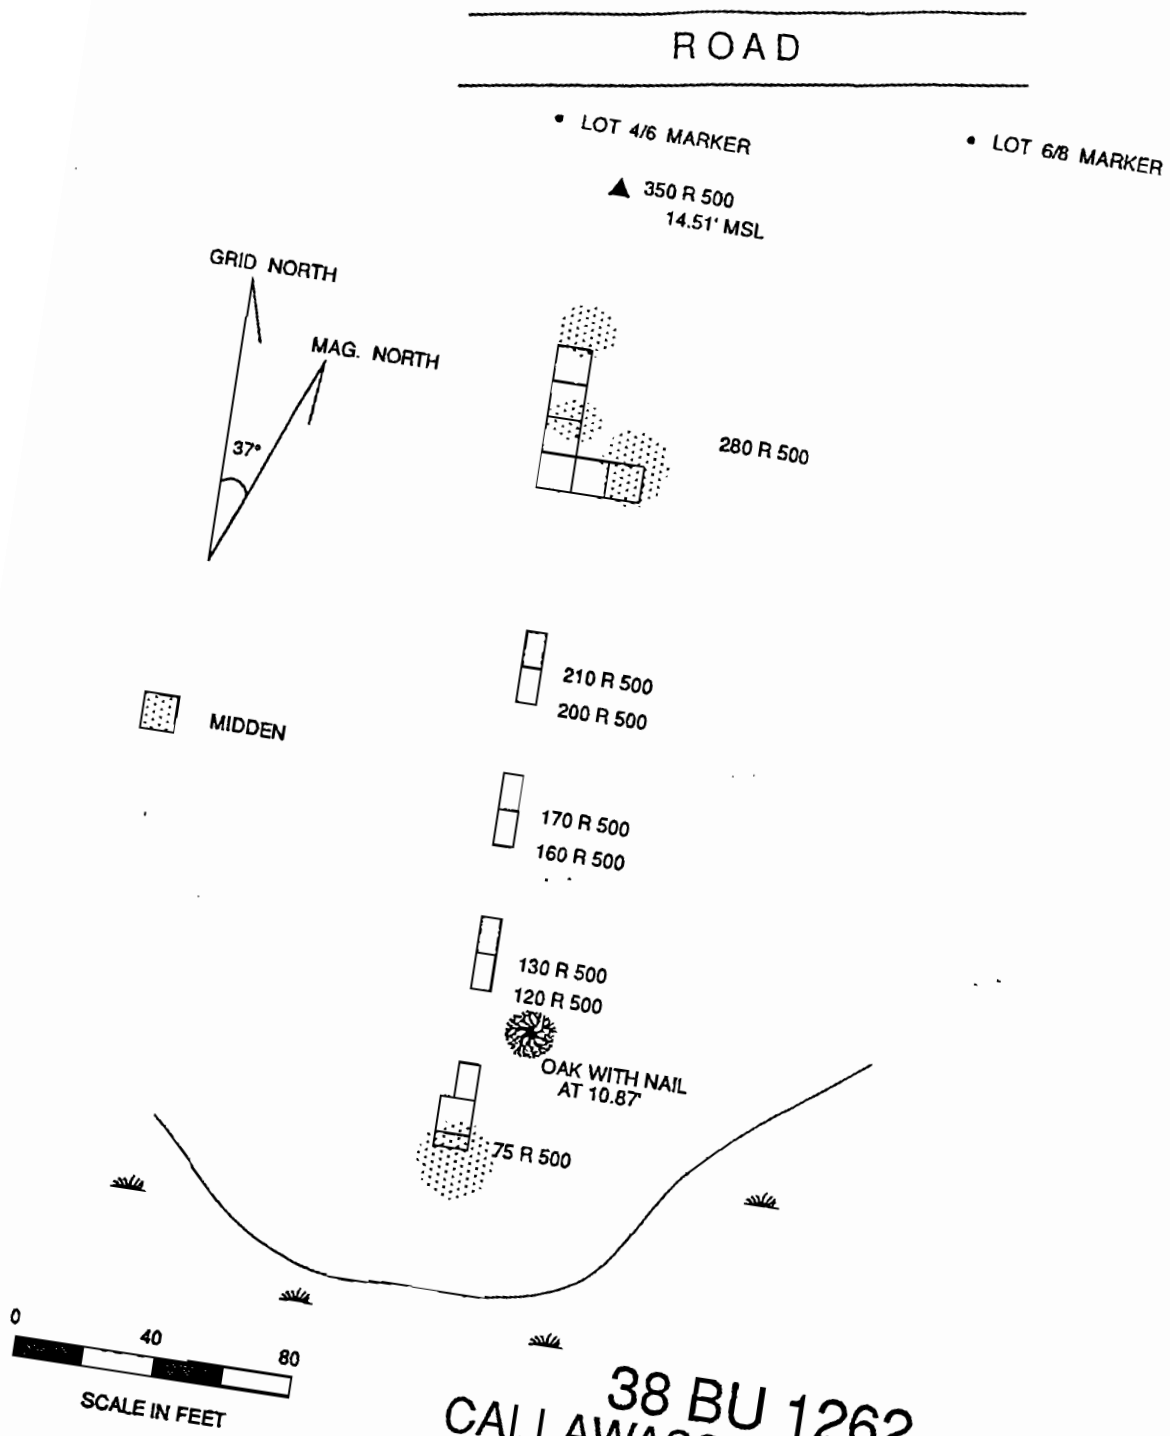 ROAD
LOT 4/6 MARKER
LOT 6/8 MARKER
350 R 500
14.51' MSL
GRID NORTH
MAG. NORTH
37°
280 R 500
210 R 500
200 R 500
MIDDEN
170 R 500
160 R 500
130 R 500
120 R 500
OAK WITH NAIL
AT 10.87'
75 R 500
0 40 80
SCALE IN FEET
38 BU 1262